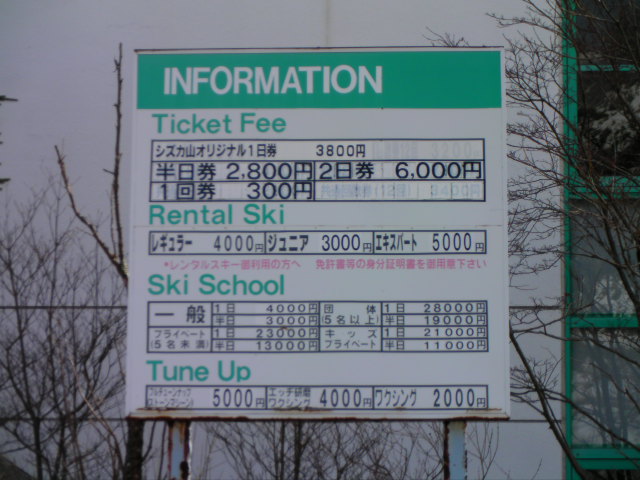 INFORMATION
Ticket Fee
シズカ山オリジナル1日券 3800円
半日券 2,800円 2日券 6,000円
1回券 300円
Rental Ski
レギュラー 4000円 ジュニア 3000円 エキスパート 5000円
*レンタルスキー御利用の方へ 免許書等の身分証明書を御用意下さい
Ski School
一般 1日 4000円 団体 1日 28000円
半日 3000円 (5名以上) 半日 19000円
プライベート 1日 23000円 キッズ 1日 21000円
(5名未満) 半日 13000円 プライベート 半日 11000円
Tune Up
5000円 エッヂ研磨 4000円 ワクシング 2000円
ワクシング